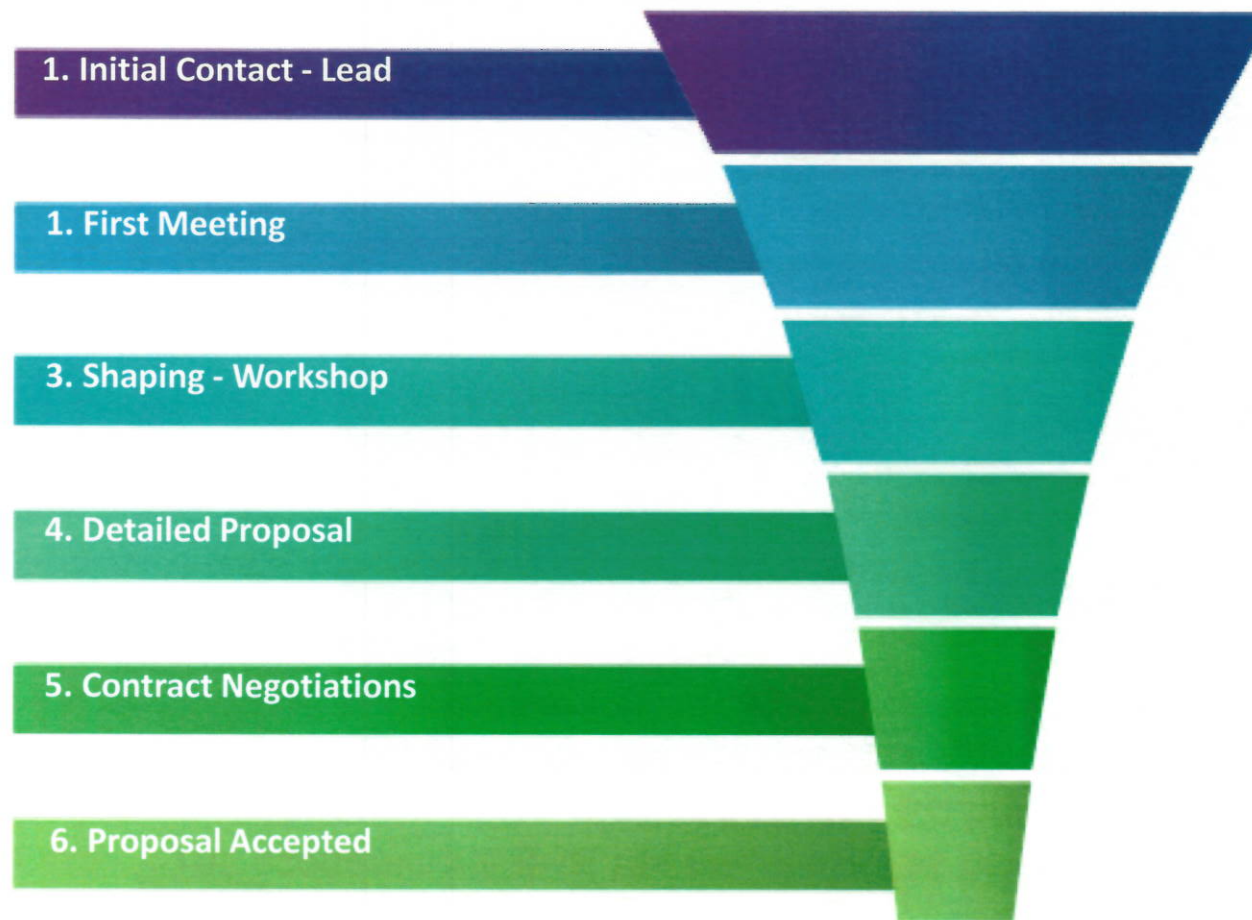 1. Initial Contact - Lead
1. First Meeting
3. Shaping - Workshop
4. Detailed Proposal
5. Contract Negotiations
6. Proposal Accepted